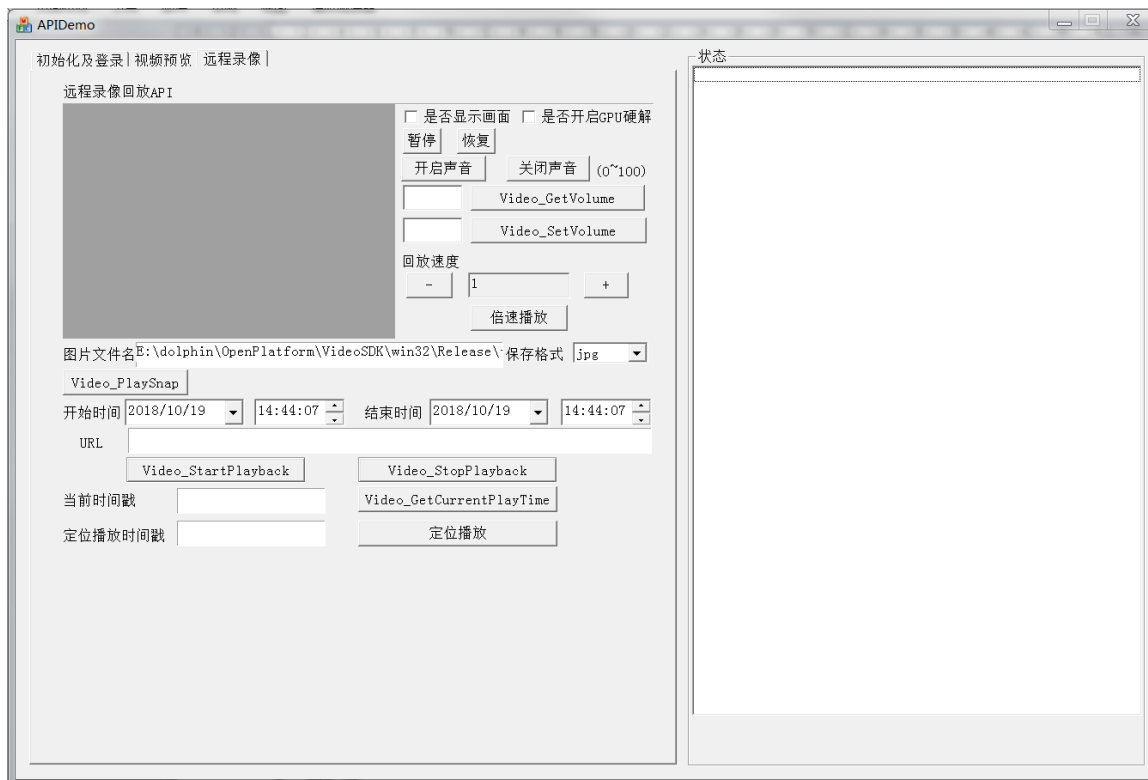 APIDemo
初始化及登录 视频预览 远程录像
状态
远程录像回放API
是否显示画面 是否开启GPU硬解
暂停 恢复
开启声音 关闭声音 (0~100)
Video_GetVolume
Video_SetVolume
回放速度
- 1 +
倍速播放
图片文件名 E:\dolphin\OpenPlatform\VideoSDK\win32\Release\ 保存格式 jpg
Video_PlaySnap
开始时间 2018/10/19 14:44:07 结束时间 2018/10/19 14:44:07
URL
Video_StartPlayback Video_StopPlayback
当前时间戳 Video_GetCurrentPlayTime
定位播放时间戳 定位播放